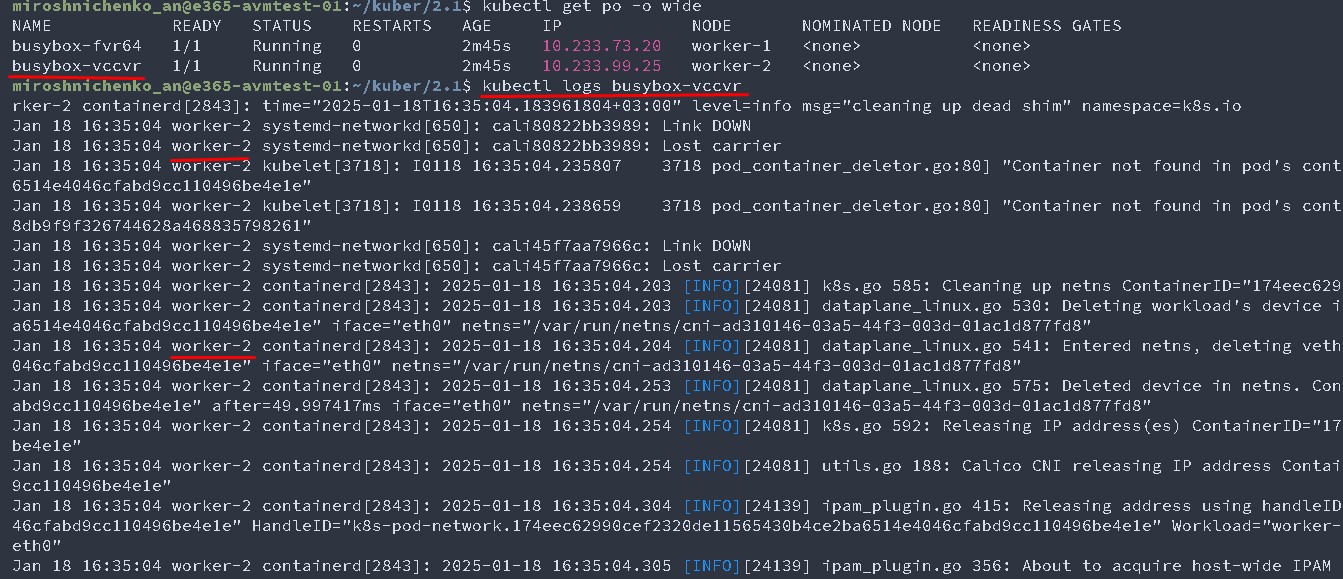 miroshnichenko_an@e365-avmtest-01:~/kuber/2.1$ kubectl get po -o wide
NAME READY STATUS RESTARTS AGE IP NODE NOMINATED NODE READINESS GATES
busybox-fvr64 1/1 Running 0 2m45s 10.233.73.20 worker-1 <none> <none>
busybox-vccvr 1/1 Running 0 2m45s 10.233.99.25 worker-2 <none> <none>
miroshnichenko_an@e365-avmtest-01:~/kuber/2.1$ kubectl logs busybox-vccvr
rker-2 containerd[2843]: time="2025-01-18T16:35:04.183961804+03:00" level=info msg="cleaning up dead shim" namespace=k8s.io
Jan 18 16:35:04 worker-2 systemd-networkd[650]: cali80822bb3989: Link DOWN
Jan 18 16:35:04 worker-2 systemd-networkd[650]: cali80822bb3989: Lost carrier
Jan 18 16:35:04 worker-2 kubelet[3718]: I0118 16:35:04.235807 3718 pod_container_deletor.go:80] "Container not found in pod's cont
6514e4046cfabd9cc110496be4e1e"
Jan 18 16:35:04 worker-2 kubelet[3718]: I0118 16:35:04.238659 3718 pod_container_deletor.go:80] "Container not found in pod's cont
8db9f9f326744628a468835798261"
Jan 18 16:35:04 worker-2 systemd-networkd[650]: cali45f7aa7966c: Link DOWN
Jan 18 16:35:04 worker-2 systemd-networkd[650]: cali45f7aa7966c: Lost carrier
Jan 18 16:35:04 worker-2 containerd[2843]: 2025-01-18 16:35:04.203 [INFO][24081] k8s.go 585: Cleaning up netns ContainerID="174eec629
Jan 18 16:35:04 worker-2 containerd[2843]: 2025-01-18 16:35:04.203 [INFO][24081] dataplane_linux.go 530: Deleting workload's device i
a6514e4046cfabd9cc110496be4e1e" iface="eth0" netns="/var/run/netns/cni-ad310146-03a5-44f3-003d-01ac1d877fd8"
Jan 18 16:35:04 worker-2 containerd[2843]: 2025-01-18 16:35:04.204 [INFO][24081] dataplane_linux.go 541: Entered netns, deleting veth
046cfabd9cc110496be4e1e" iface="eth0" netns="/var/run/netns/cni-ad310146-03a5-44f3-003d-01ac1d877fd8"
Jan 18 16:35:04 worker-2 containerd[2843]: 2025-01-18 16:35:04.253 [INFO][24081] dataplane_linux.go 575: Deleted device in netns. Con
abd9cc110496be4e1e" after=49.997417ms iface="eth0" netns="/var/run/netns/cni-ad310146-03a5-44f3-003d-01ac1d877fd8"
Jan 18 16:35:04 worker-2 containerd[2843]: 2025-01-18 16:35:04.254 [INFO][24081] k8s.go 592: Releasing IP address(es) ContainerID="17
be4e1e"
Jan 18 16:35:04 worker-2 containerd[2843]: 2025-01-18 16:35:04.254 [INFO][24081] utils.go 188: Calico CNI releasing IP address Contai
9cc110496be4e1e"
Jan 18 16:35:04 worker-2 containerd[2843]: 2025-01-18 16:35:04.304 [INFO][24139] ipam_plugin.go 415: Releasing address using handleID
46cfabd9cc110496be4e1e" HandleID="k8s-pod-network.174eec62990cef2320de11565430b4ce2ba6514e4046cfabd9cc110496be4e1e" Workload="worker-
eth0"
Jan 18 16:35:04 worker-2 containerd[2843]: 2025-01-18 16:35:04.305 [INFO][24139] ipam_plugin.go 356: About to acquire host-wide IPAM